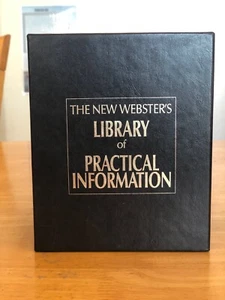 THE NEW WEBSTER'S
LIBRARY
of
PRACTICAL
INFORMATION